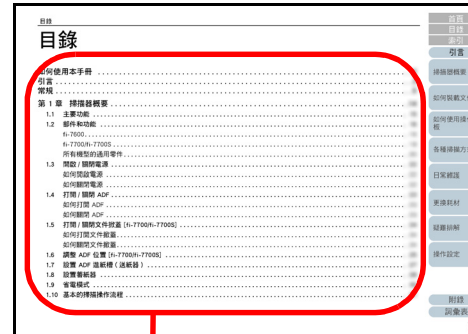 目錄
目錄
如何使用本手冊
引言
常規
第 1 章 掃描器概要
1.1 主要功能
1.2 部件和功能
fi-7600
fi-7700/fi-7700S
所有機型的通用零件
1.3 開啟 / 關閉電源
如何開啟電源
如何關閉電源
1.4 打開 / 關閉 ADF
如何打開 ADF
如何關閉 ADF
1.5 打開 / 關閉文件掀蓋 [fi-7700/fi-7700S]
如何打開文件掀蓋
如何關閉文件掀蓋
1.6 調整 ADF 位置 [fi-7700/fi-7700S]
1.7 設置 ADF 進紙槽（送紙器）
1.8 設置蓄紙器
1.9 省電模式
1.10 基本的掃描操作流程
首頁
目錄
索引
引言
掃描器概要
如何裝載文件
如何使用操作
板
各種掃描方
日常維護
更換耗材
疑難排解
操作設定
附錄
詞彙表